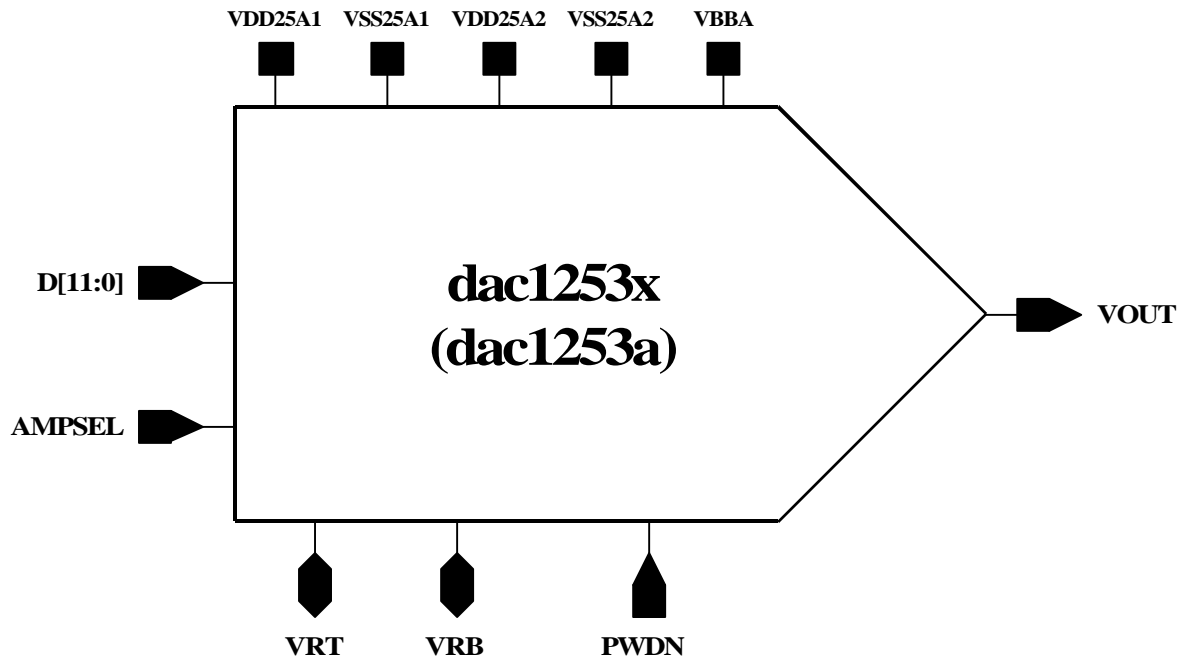 VDD25A1 VSS25A1 VDD25A2 VSS25A2 VBBA
D[11:0]
dac1253x
(dac1253a)
VOUT
AMPSEL
VRT VRB PWDN